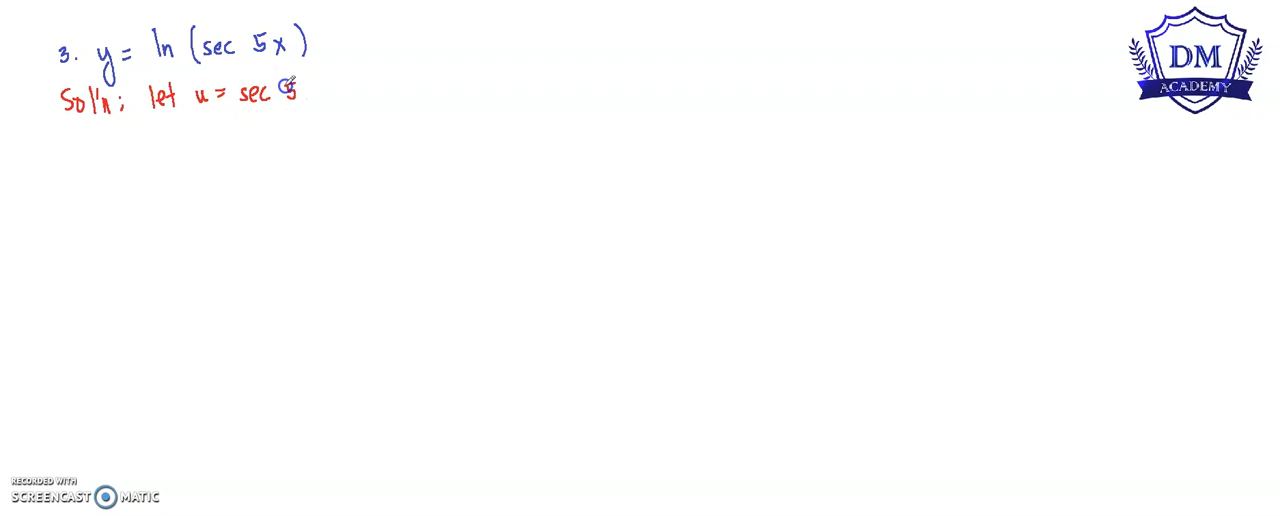 3. y = ln (sec 5x)
Sol'n; let u = sec 5
DM
ACADEMY
RECORDED WITH
SCREENCAST MATIC